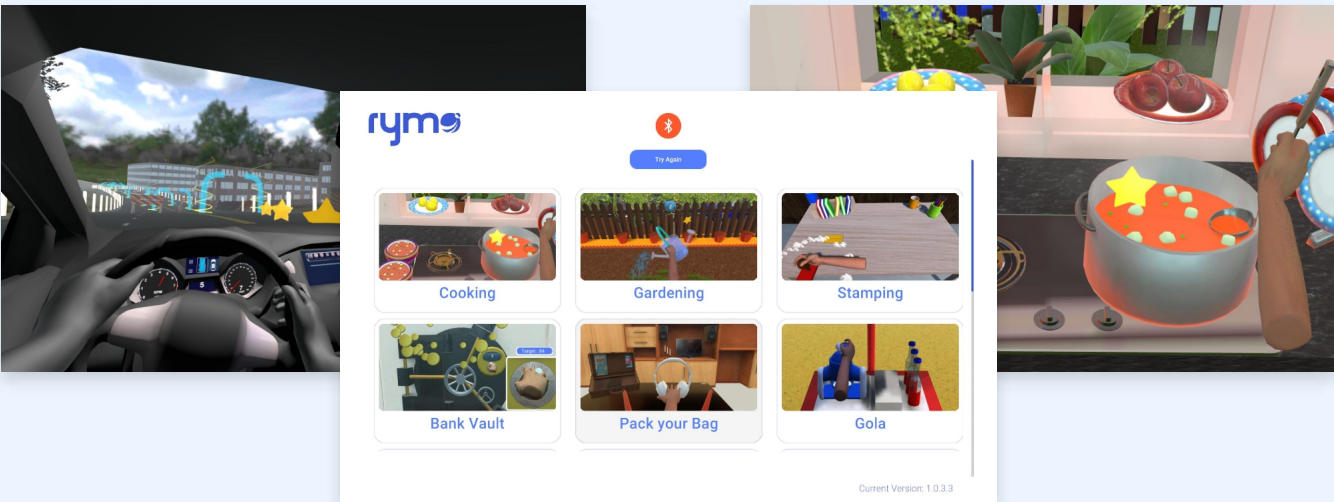 rymo
Try Again
Cooking
Gardening
Stamping
Bank Vault
Pack your Bag
Gola
Current Version: 1.0.3.3